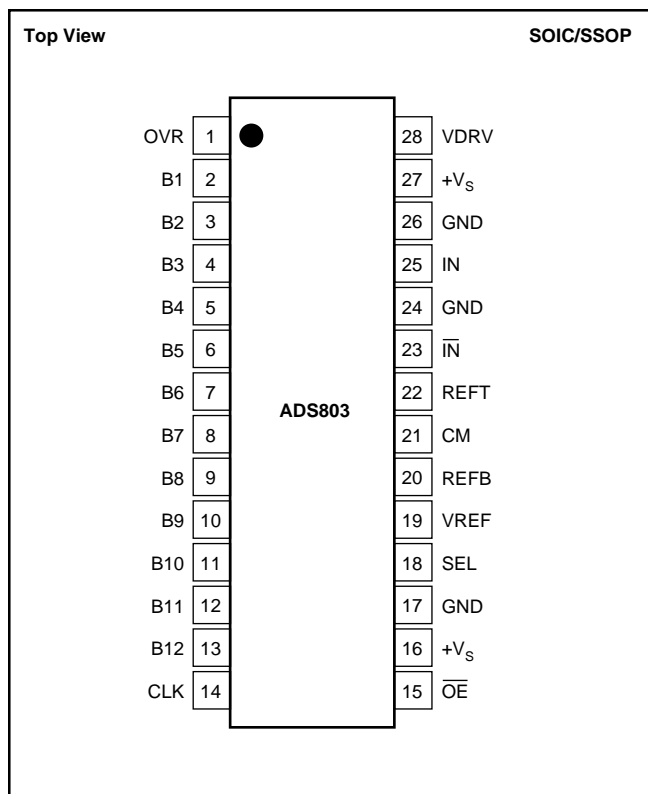 Top View SOIC/SSOP
OVR 1 28 VDRV
B1 2 27 +VS
B2 3 26 GND
B3 4 25 IN
B4 5 24 GND
B5 6 23 I̅N̅
B6 7 22 REFT
ADS803
B7 8 21 CM
B8 9 20 REFB
B9 10 19 VREF
B10 11 18 SEL
B11 12 17 GND
B12 13 16 +VS
CLK 14 15 O̅E̅